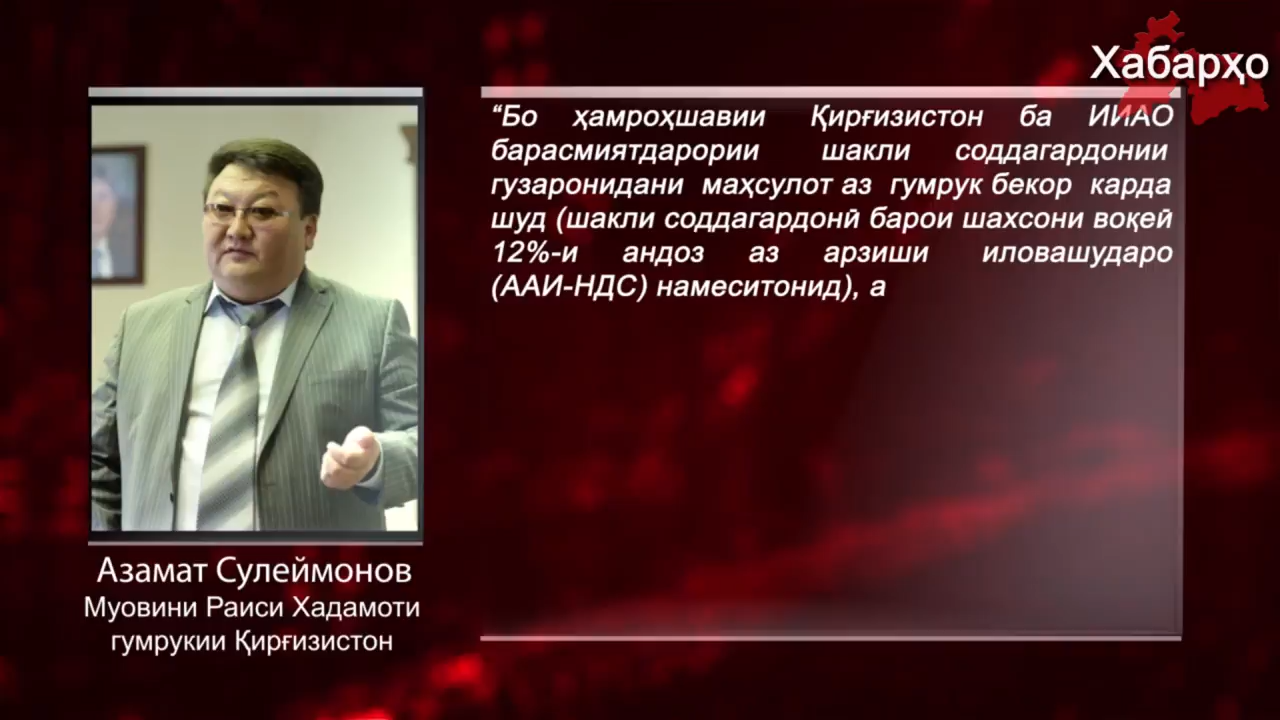 Хабарҳо
“Бо ҳамроҳшавии Қирғизистон ба ИИАО
барасмиятдарории шакли соддагардонии
гузаронидани маҳсулот аз гумрук бекор карда
шуд (шакли соддагардонӣ барои шахсони воқеӣ
12%-и андоз аз арзиши иловашударо
(ААИ-НДС) намеситонид), а
Азамат Сулеймонов
Муовини Раиси Хадамоти
гумрукии Қирғизистон